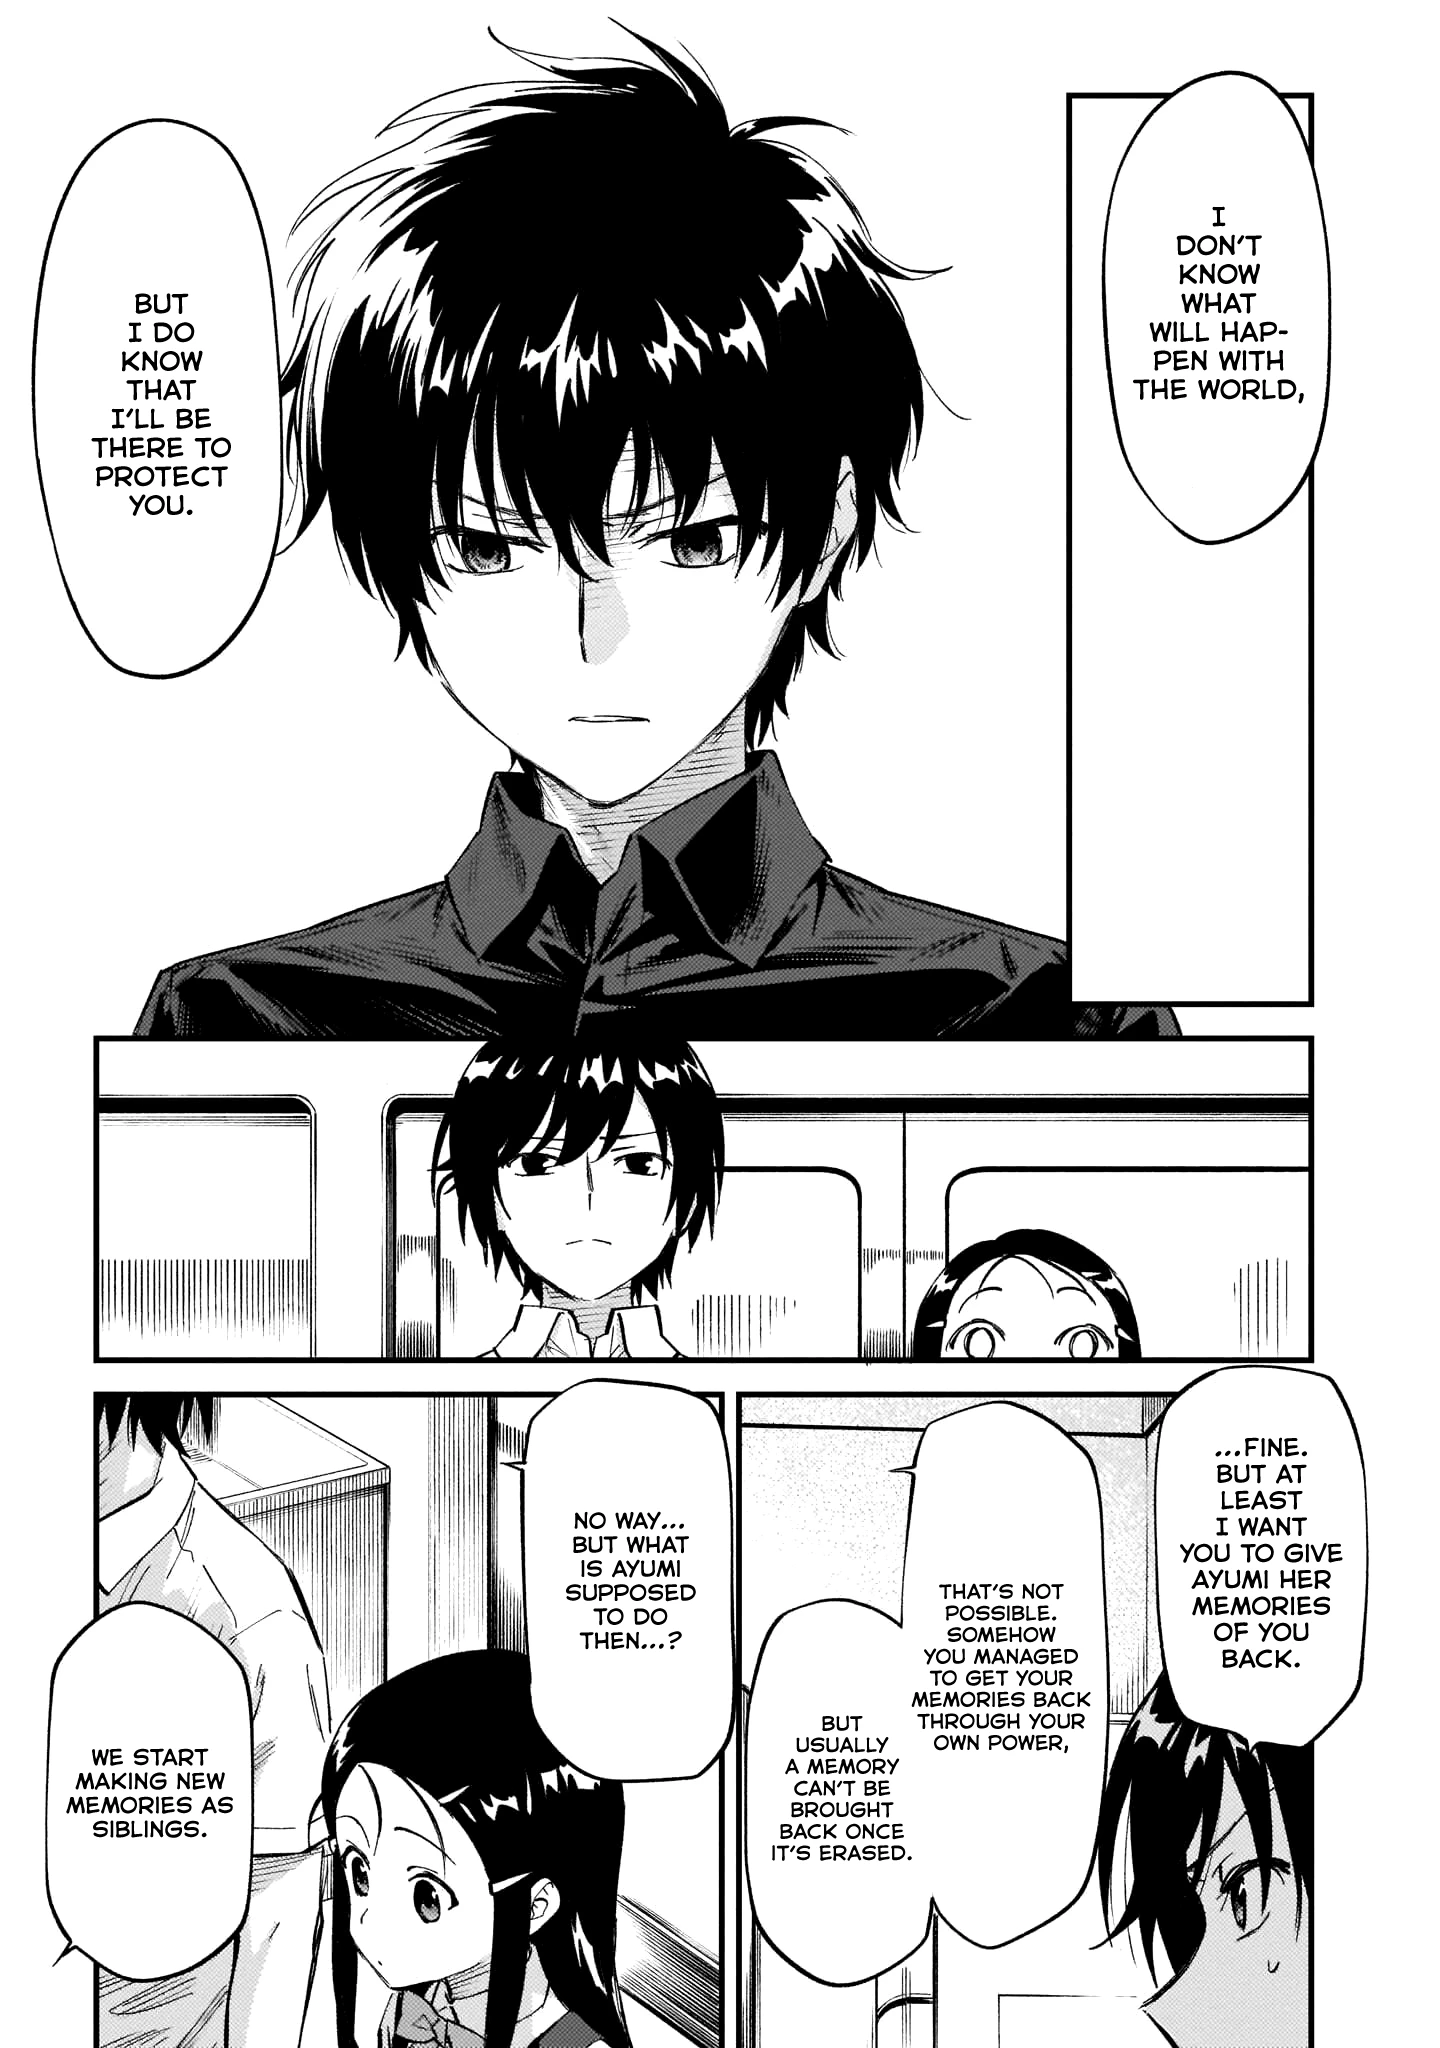 I
DON'T
KNOW
WHAT
WILL HAP-
PEN WITH
THE WORLD,
BUT
I DO
KNOW
THAT
I'LL BE
THERE TO
PROTECT
YOU.
...FINE.
BUT AT
LEAST
I WANT
YOU TO GIVE
AYUMI HER
MEMORIES
OF YOU
BACK.
THAT'S NOT
POSSIBLE.
SOMEHOW
YOU MANAGED
TO GET YOUR
MEMORIES BACK
THROUGH YOUR
OWN POWER,
BUT
USUALLY
A MEMORY
CAN'T BE
BROUGHT
BACK ONCE
IT'S ERASED.
NO WAY...
BUT WHAT
IS AYUMI
SUPPOSED
TO DO
THEN...?
WE START
MAKING NEW
MEMORIES AS
SIBLINGS.